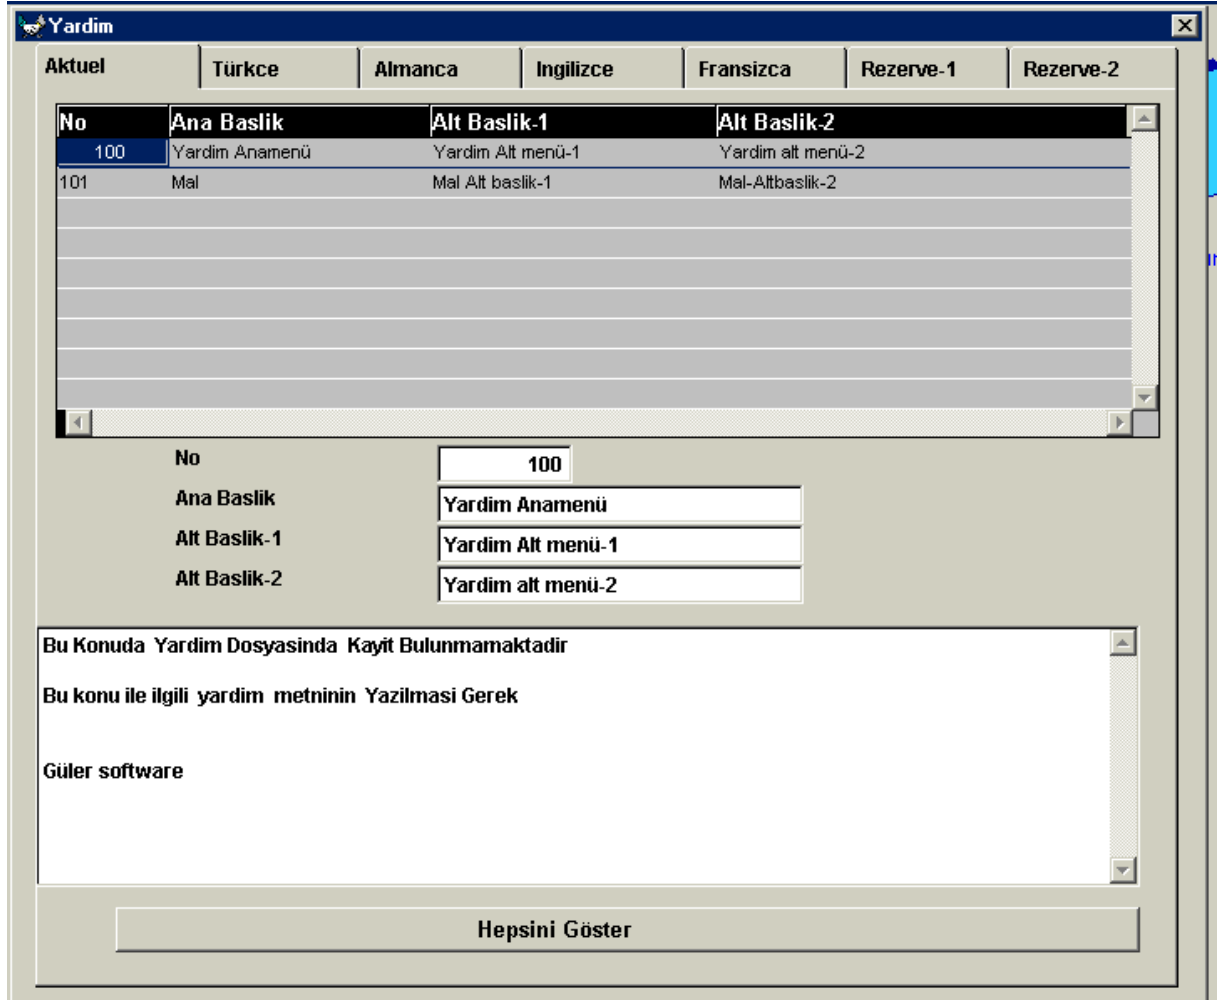 Yardim
Aktuel Türkce Almanca Ingilizce Fransizca Rezerve-1 Rezerve-2
No Ana Baslik Alt Baslik-1 Alt Baslik-2
100 Yardim Anamenü Yardim Alt menü-1 Yardim alt menü-2
101 Mal Mal Alt baslik-1 Mal-Altbaslik-2
No 100
Ana Baslik Yardim Anamenü
Alt Baslik-1 Yardim Alt menü-1
Alt Baslik-2 Yardim alt menü-2
Bu Konuda Yardim Dosyasinda Kayit Bulunmamaktadir
Bu konu ile ilgili yardim metninin Yazilmasi Gerek
Güler software
Hepsini Göster